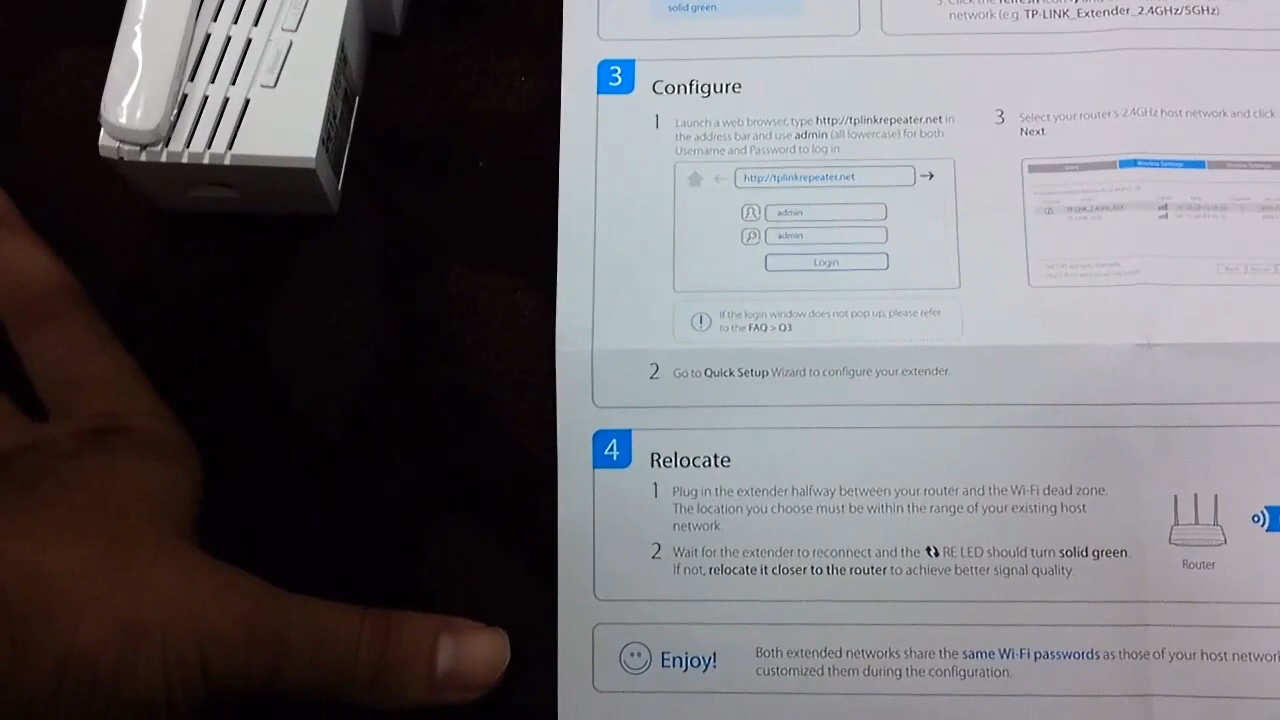 solid green.
network (e.g. TP-LINK_Extender_2.4GHz/5GHz).
3
Configure
1 Launch a web browser, type http://tplinkrepeater.net in
the address bar and use admin (all lowercase) for both
Username and Password to log in.
http://tplinkrepeater.net
admin
admin
Login
If the login window does not pop up, please refer
to the FAQ > Q3
2 Go to Quick Setup Wizard to configure your extender.
3 Select your router's 2.4GHz host network and click
Next.
Wireless Settings
4
Relocate
1 Plug in the extender halfway between your router and the Wi-Fi dead zone.
The location you choose must be within the range of your existing host
network.
2 Wait for the extender to reconnect and the RE LED should turn solid green.
If not, relocate it closer to the router to achieve better signal quality.
Router
Enjoy!
Both extended networks share the same Wi-Fi passwords as those of your host networ
customized them during the configuration.